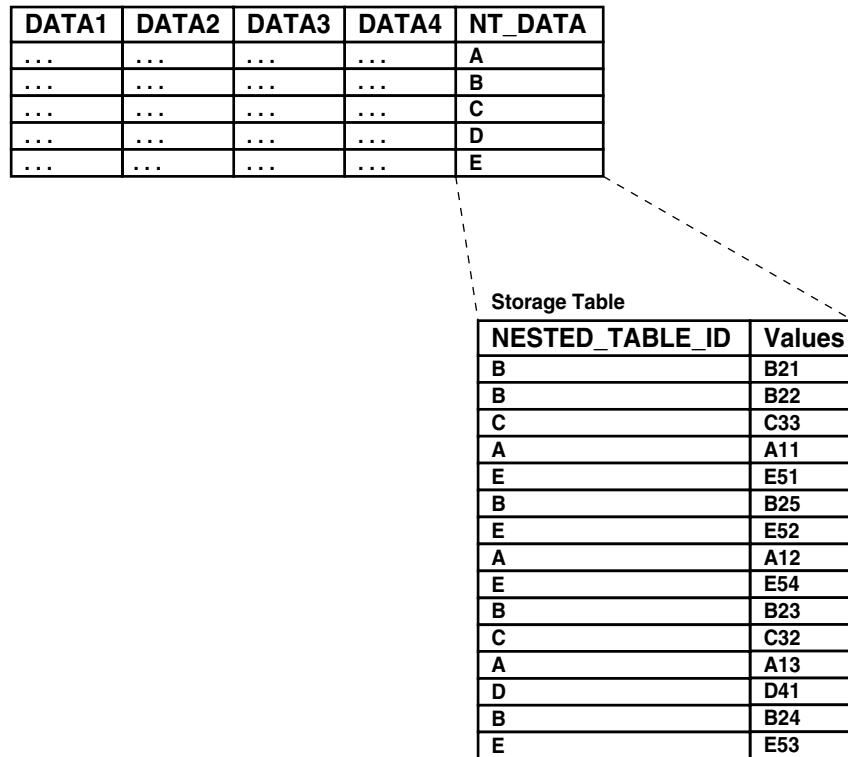 DATA1 DATA2 DATA3 DATA4 NT_DATA
... ... ... ... A
... ... ... ... B
... ... ... ... C
... ... ... ... D
... ... ... ... E
Storage Table
NESTED_TABLE_ID Values
B B21
B B22
C C33
A A11
E E51
B B25
E E52
A A12
E E54
B B23
C C32
A A13
D D41
B B24
E E53